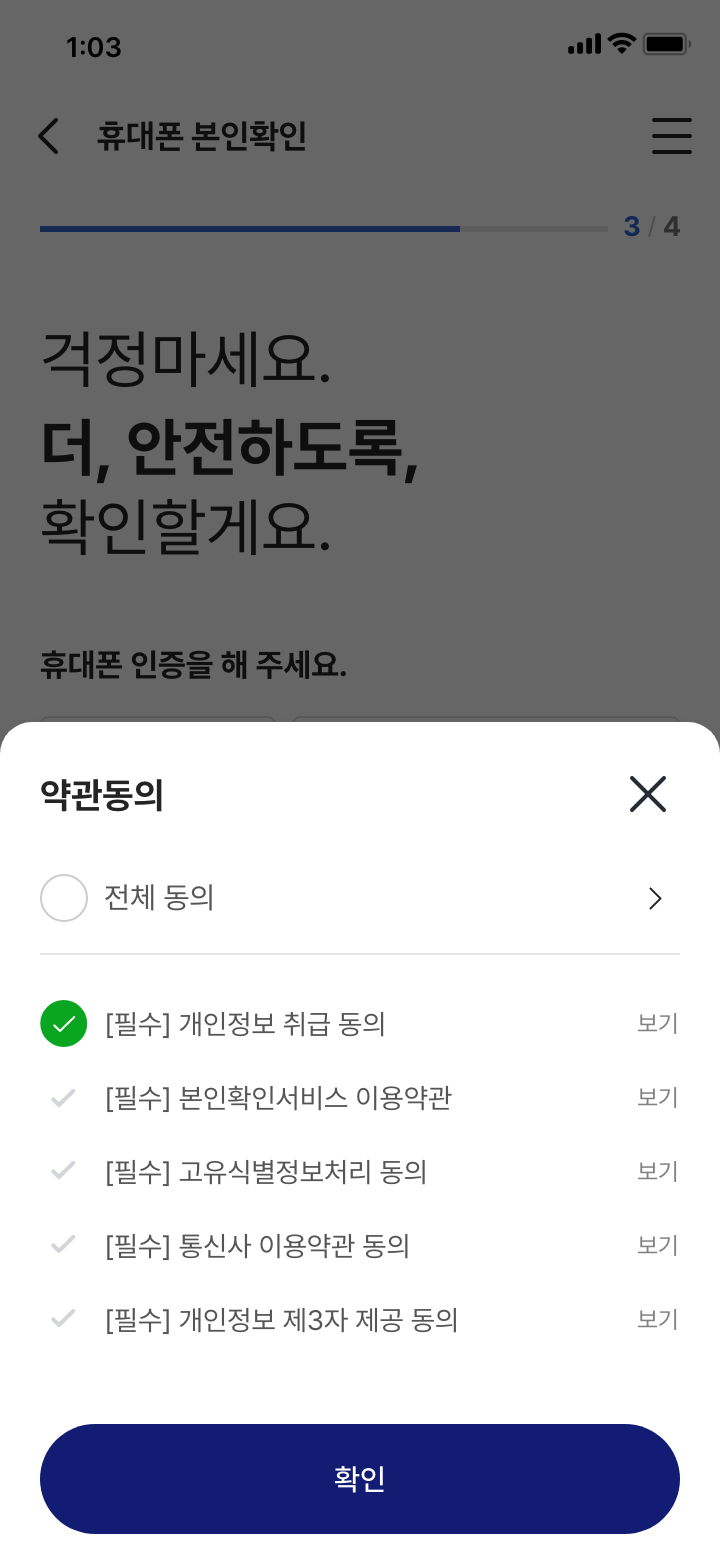 1:03
휴대폰 본인확인
3 / 4
걱정마세요.
더, 안전하도록,
확인할게요.
휴대폰 인증을 해 주세요.
약관동의
전체 동의
[필수] 개인정보 취급 동의 보기
[필수] 본인확인서비스 이용약관 보기
[필수] 고유식별정보처리 동의 보기
[필수] 통신사 이용약관 동의 보기
[필수] 개인정보 제3자 제공 동의 보기
확인